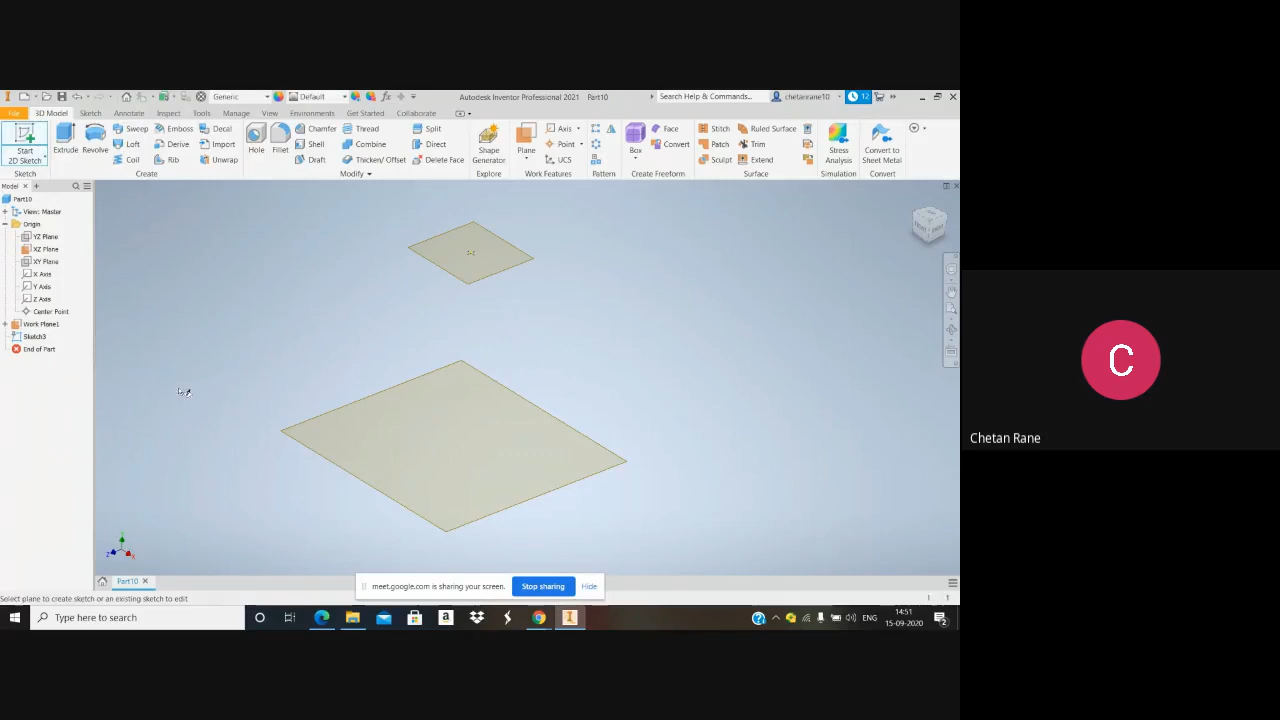 Generic
Default
Autodesk Inventor Professional 2021 Part10
Search Help & Commands...
chetanrane10
12
File 3D Model Sketch Annotate Inspect Tools Manage View Environments Get Started Collaborate
Start
2D Sketch
Extrude
Revolve
Sweep
Emboss
Decal
Loft
Derive
Import
Coil
Rib
Unwrap
Hole
Fillet
Chamfer
Thread
Split
Shell
Combine
Direct
Draft
Thicken/ Offset
Delete Face
Shape
Generator
Plane
Axis
Point
UCS
Box
Face
Convert
Stitch
Ruled Surface
Patch
Trim
Sculpt
Extend
Stress
Analysis
Convert to
Sheet Metal
Sketch Create Modify Explore Work Features Pattern Create Freeform Surface Simulation Convert
Model
Part10
View: Master
Origin
YZ Plane
XZ Plane
XY Plane
X Axis
Y Axis
Z Axis
Center Point
Work Plane1
Sketch3
End of Part
C
Chetan Rane
Part10
meet.google.com is sharing your screen.
Stop sharing
Hide
Select plane to create sketch or an existing sketch to edit
1 1
Type here to search
ENG
14:51
15-09-2020
2